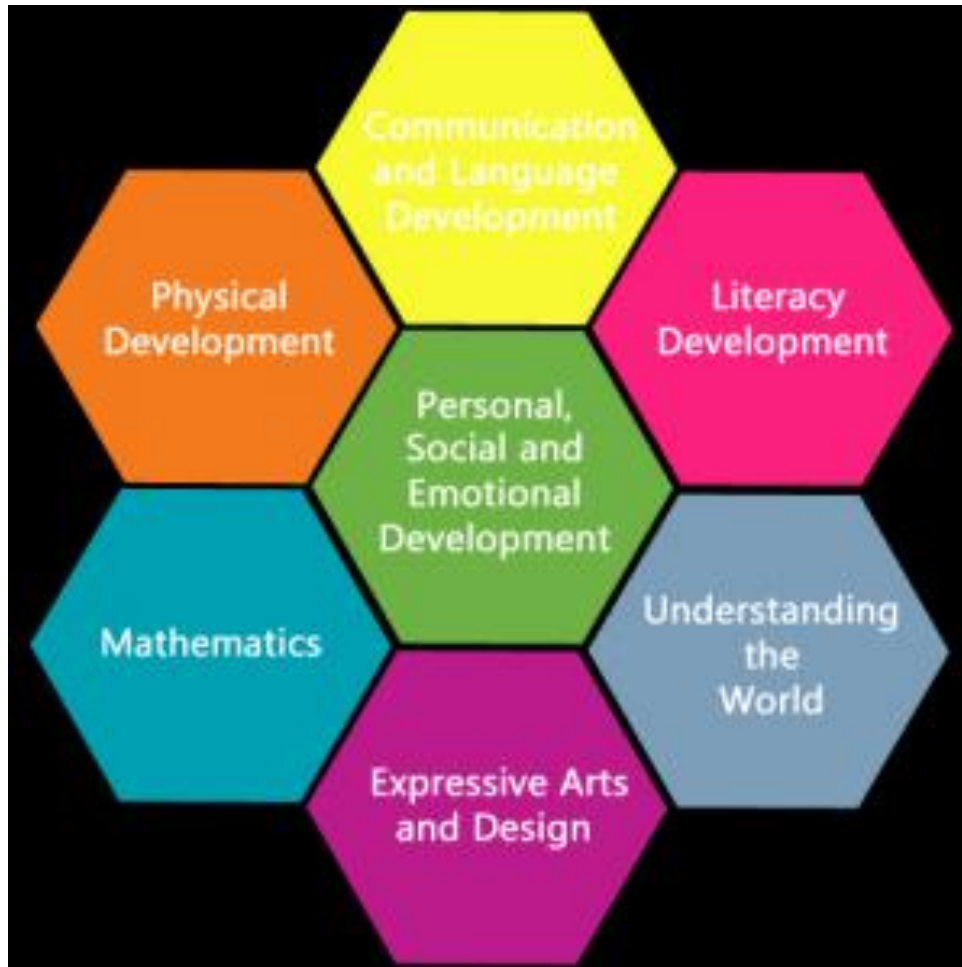 Communication
and Language
Development
Physical
Development
Literacy
Development
Personal,
Social and
Emotional
Development
Mathematics
Understanding
the
World
Expressive Arts
and Design